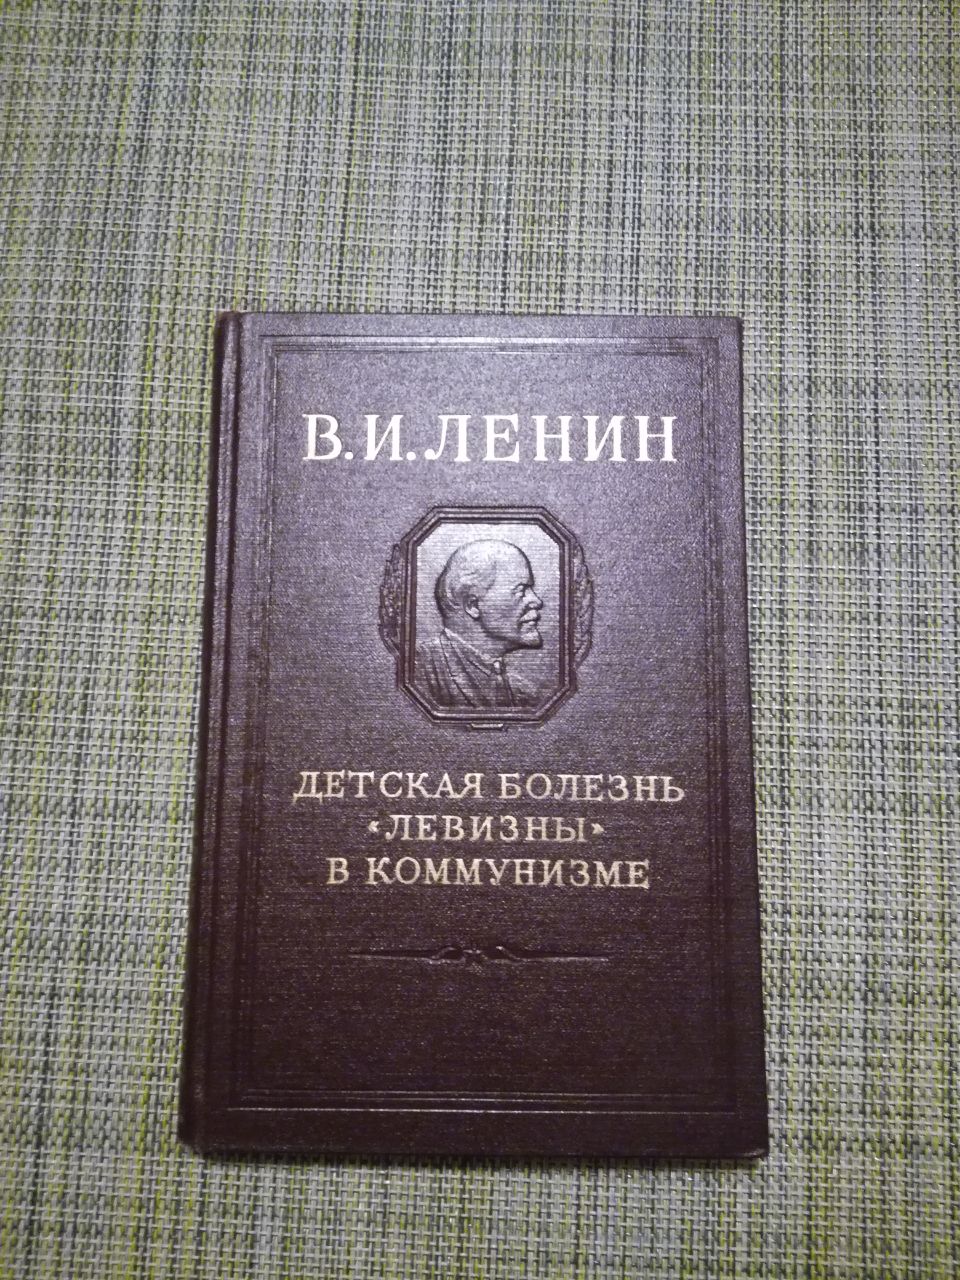 В.И.ЛЕНИН
ДЕТСКАЯ БОЛЕЗНЬ
«ЛЕВИЗНЫ»
В КОММУНИЗМЕ